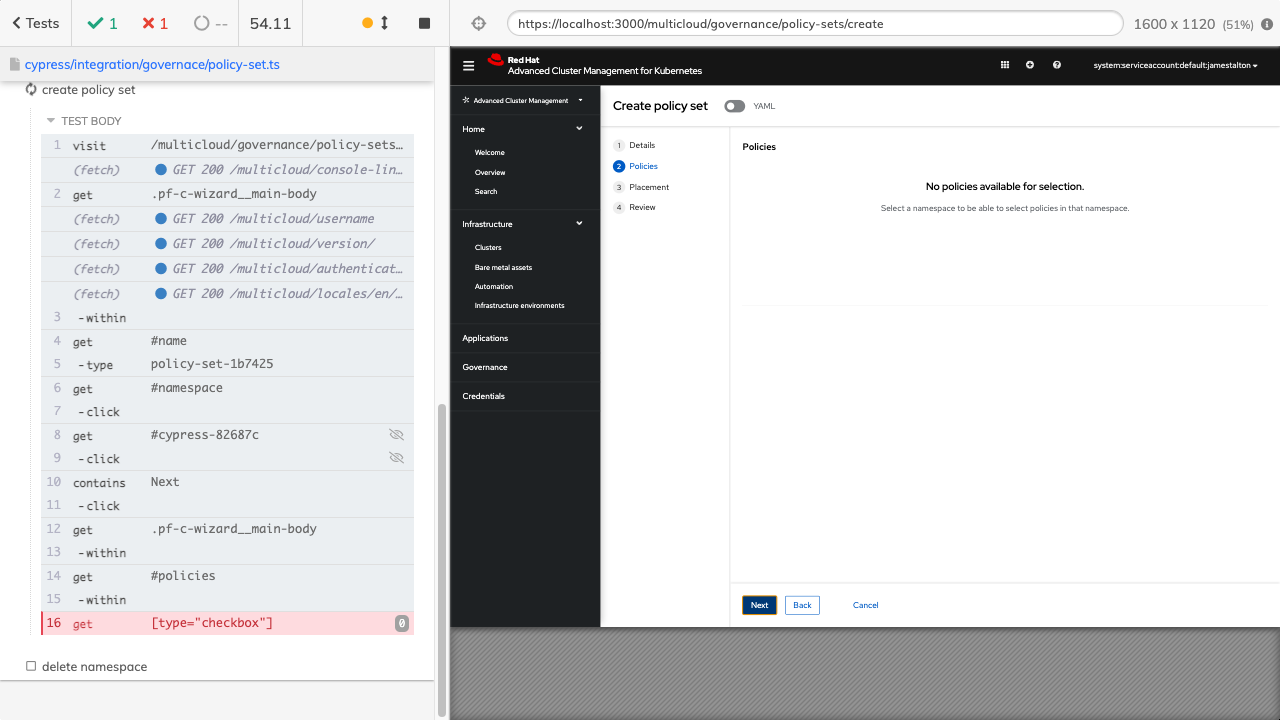 Tests
1
1
--
54.11
https://localhost:3000/multicloud/governance/policy-sets/create
1600 x 1120 (51%)
cypress/integration/governace/policy-set.ts
create policy set
TEST BODY
1 visit /multicloud/governance/policy-sets…
(fetch) GET 200 /multicloud/console-lin…
2 get .pf-c-wizard__main-body
(fetch) GET 200 /multicloud/username
(fetch) GET 200 /multicloud/version/
(fetch) GET 200 /multicloud/authenticat…
(fetch) GET 200 /multicloud/locales/en/…
3 -within
4 get #name
5 -type policy-set-1b7425
6 get #namespace
7 -click
8 get #cypress-82687c
9 -click
10 contains Next
11 -click
12 get .pf-c-wizard__main-body
13 -within
14 get #policies
15 -within
16 get [type="checkbox"] 0
delete namespace
Red Hat
Advanced Cluster Management for Kubernetes
system:serviceaccount:default:jamestalton
Advanced Cluster Management
Home
Welcome
Overview
Search
Infrastructure
Clusters
Bare metal assets
Automation
Infrastructure environments
Applications
Governance
Credentials
Create policy set
YAML
1 Details
2 Policies
3 Placement
4 Review
Policies
No policies available for selection.
Select a namespace to be able to select policies in that namespace.
Next
Back
Cancel